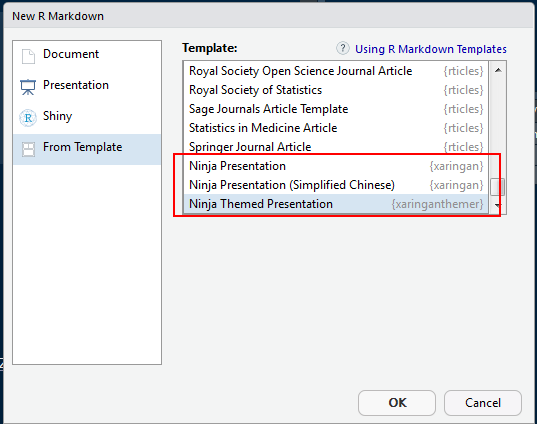 New R Markdown
Document
Presentation
Shiny
From Template
Template:
? Using R Markdown Templates
Royal Society Open Science Journal Article {rticles}
Royal Society of Statistics {rticles}
Sage Journals Article Template {rticles}
Statistics in Medicine Article {rticles}
Springer Journal Article {rticles}
Ninja Presentation {xaringan}
Ninja Presentation (Simplified Chinese) {xaringan}
Ninja Themed Presentation {xaringanthemer}
OK Cancel